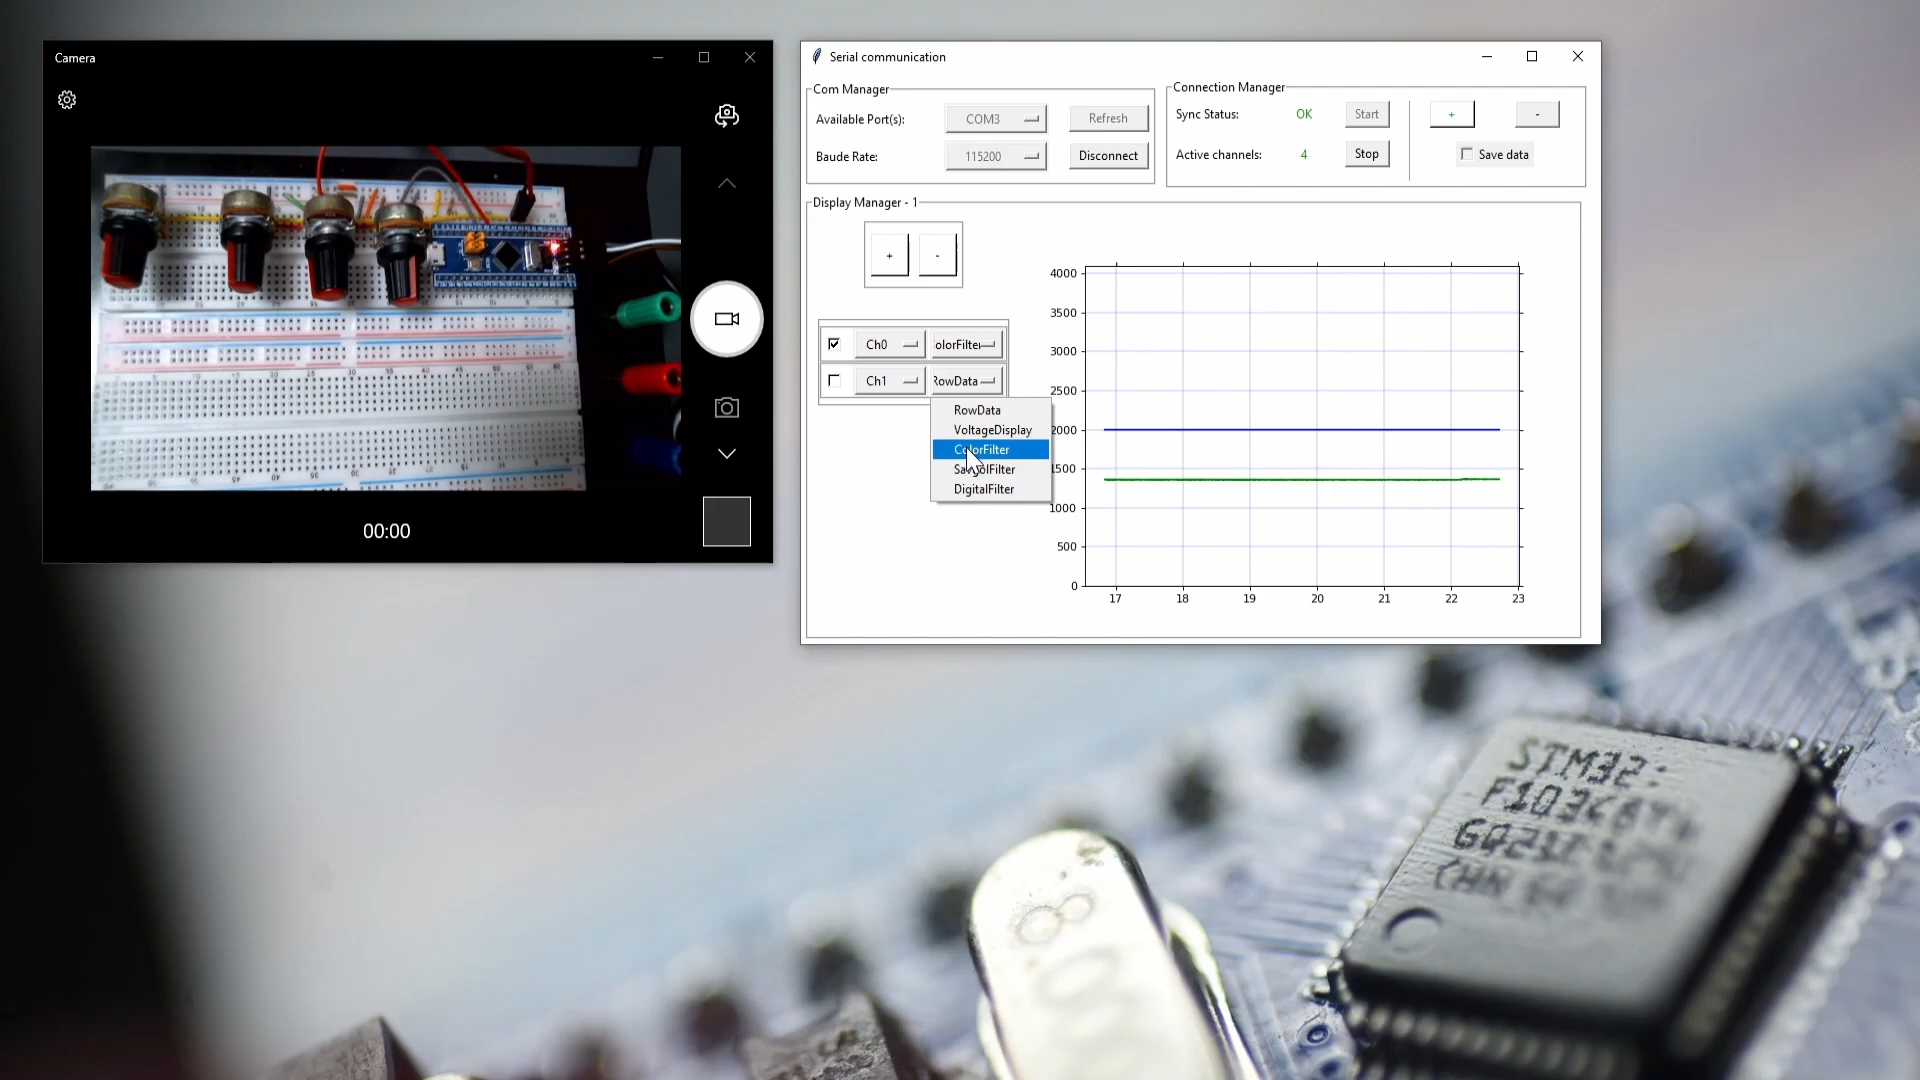 Camera
00:00
Serial communication
Com Manager
Available Port(s):
COM3
Refresh
Baude Rate:
115200
Disconnect
Connection Manager
Sync Status:
OK
Start
+
-
Active channels:
4
Stop
Save data
Display Manager - 1
+
-
Ch0
olorFilter
Ch1
RowData
RowData
VoltageDisplay
ColorFilter
SavgolFilter
DigitalFilter
4000
3500
3000
2500
2000
1500
1000
500
0
17 18 19 20 21 22 23
STM32